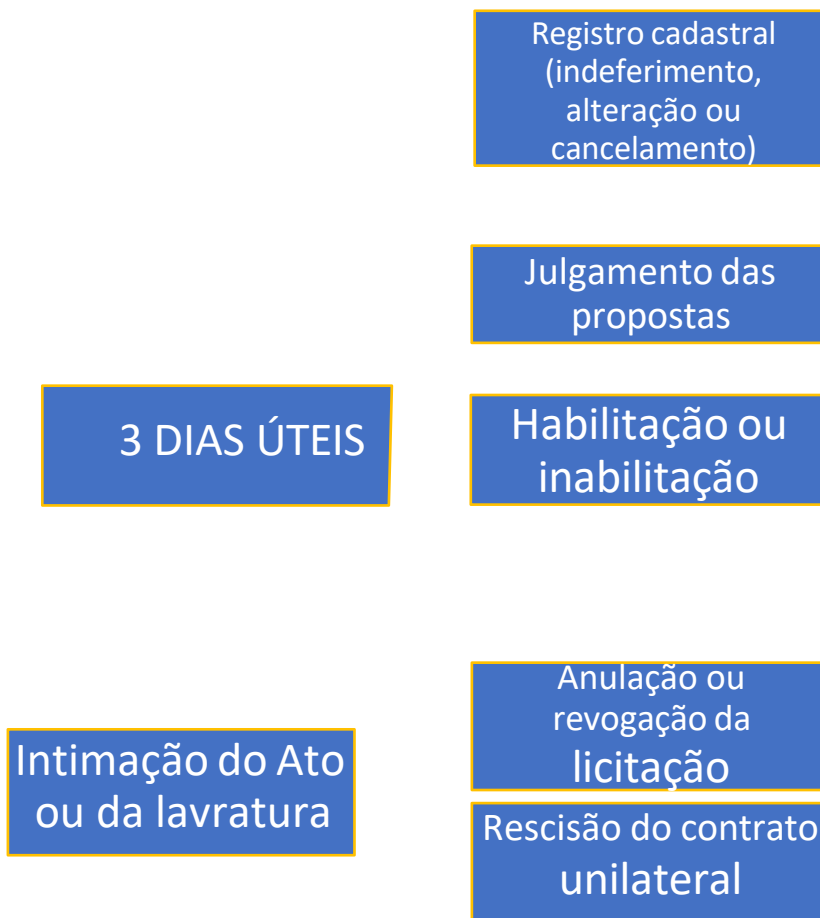 Registro cadastral
(indeferimento,
alteração ou
cancelamento)
Julgamento das
propostas
3 DIAS ÚTEIS
Habilitação ou
inabilitação
Anulação ou
revogação da
licitação
Intimação do Ato
ou da lavratura
Rescisão do contrato
unilateral